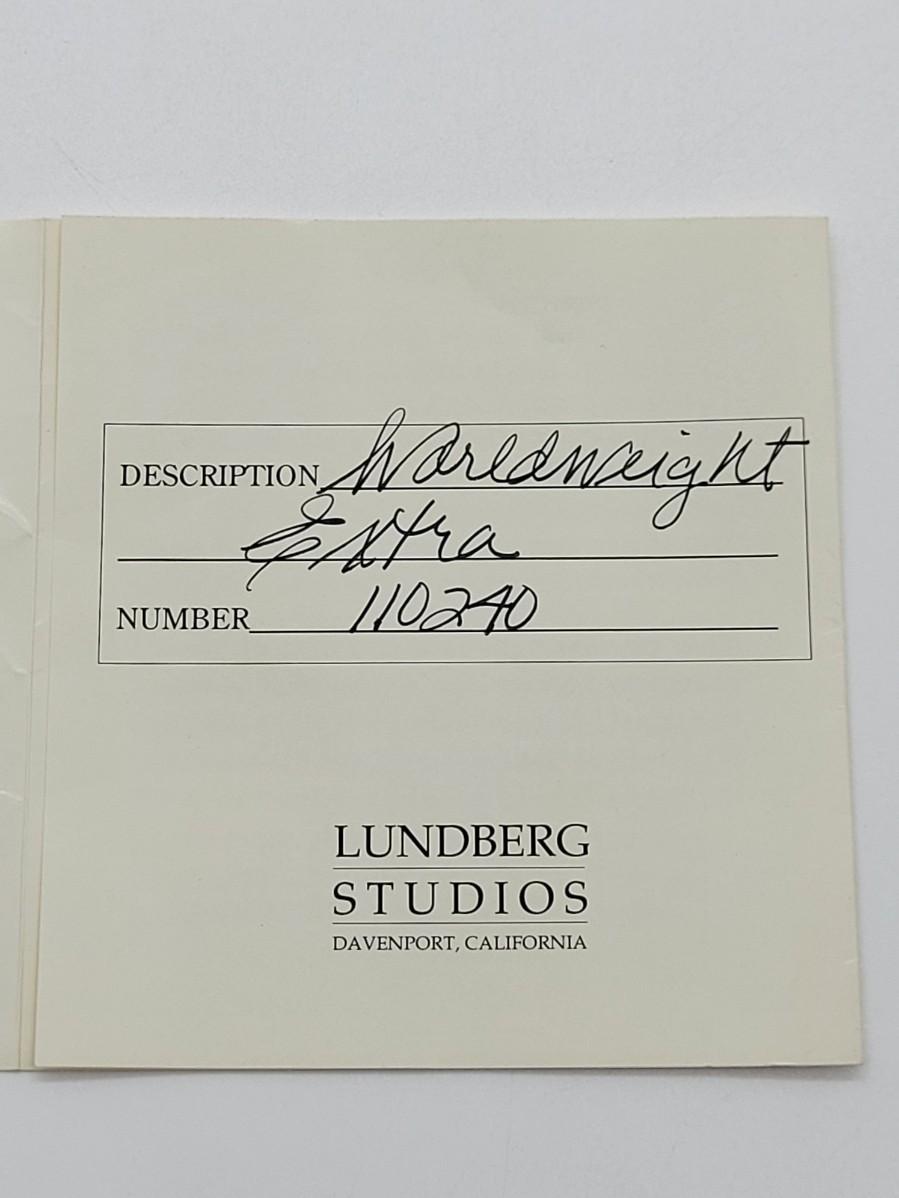 DESCRIPTION Worldweight
Extra
NUMBER 110240
LUNDBERG
STUDIOS
DAVENPORT, CALIFORNIA